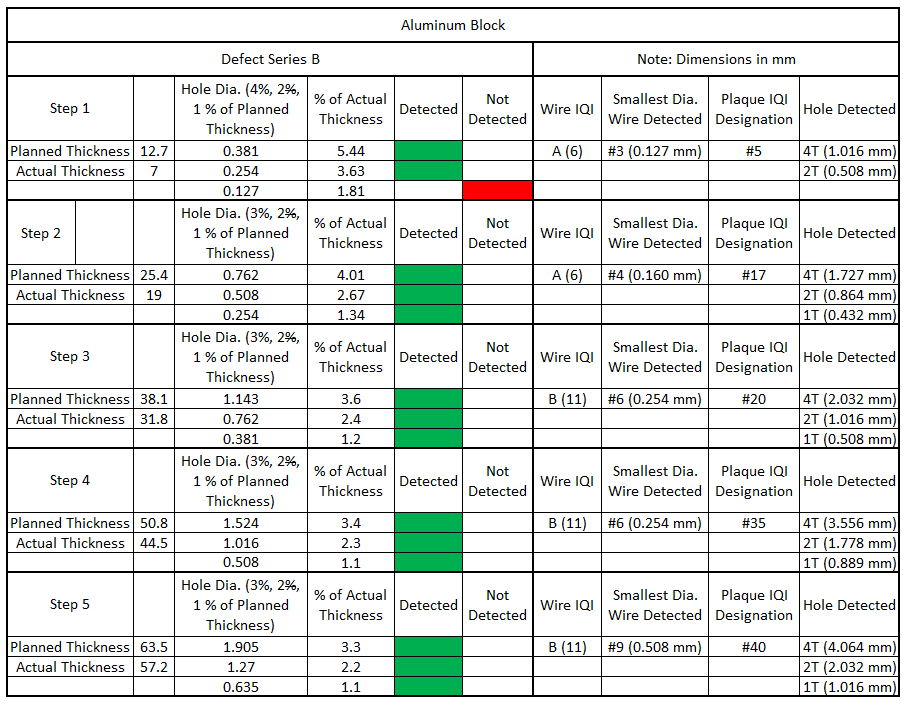 Aluminum Block
Defect Series B Note: Dimensions in mm
Step 1 Hole Dia. (4%, 2%, 1 % of Planned Thickness) % of Actual Thickness Detected Not Detected Wire IQI Smallest Dia. Wire Detected Plaque IQI Designation Hole Detected
Planned Thickness 12.7 0.381 5.44 A (6) #3 (0.127 mm) #5 4T (1.016 mm)
Actual Thickness 7 0.254 3.63 2T (0.508 mm)
0.127 1.81
Step 2 Hole Dia. (3%, 2%, 1 % of Planned Thickness) % of Actual Thickness Detected Not Detected Wire IQI Smallest Dia. Wire Detected Plaque IQI Designation Hole Detected
Planned Thickness 25.4 0.762 4.01 A (6) #4 (0.160 mm) #17 4T (1.727 mm)
Actual Thickness 19 0.508 2.67 2T (0.864 mm)
0.254 1.34 1T (0.432 mm)
Step 3 Hole Dia. (3%, 2%, 1 % of Planned Thickness) % of Actual Thickness Detected Not Detected Wire IQI Smallest Dia. Wire Detected Plaque IQI Designation Hole Detected
Planned Thickness 38.1 1.143 3.6 B (11) #6 (0.254 mm) #20 4T (2.032 mm)
Actual Thickness 31.8 0.762 2.4 2T (1.016 mm)
0.381 1.2 1T (0.508 mm)
Step 4 Hole Dia. (3%, 2%, 1 % of Planned Thickness) % of Actual Thickness Detected Not Detected Wire IQI Smallest Dia. Wire Detected Plaque IQI Designation Hole Detected
Planned Thickness 50.8 1.524 3.4 B (11) #6 (0.254 mm) #35 4T (3.556 mm)
Actual Thickness 44.5 1.016 2.3 2T (1.778 mm)
0.508 1.1 1T (0.889 mm)
Step 5 Hole Dia. (3%, 2%, 1 % of Planned Thickness) % of Actual Thickness Detected Not Detected Wire IQI Smallest Dia. Wire Detected Plaque IQI Designation Hole Detected
Planned Thickness 63.5 1.905 3.3 B (11) #9 (0.508 mm) #40 4T (4.064 mm)
Actual Thickness 57.2 1.27 2.2 2T (2.032 mm)
0.635 1.1 1T (1.016 mm)